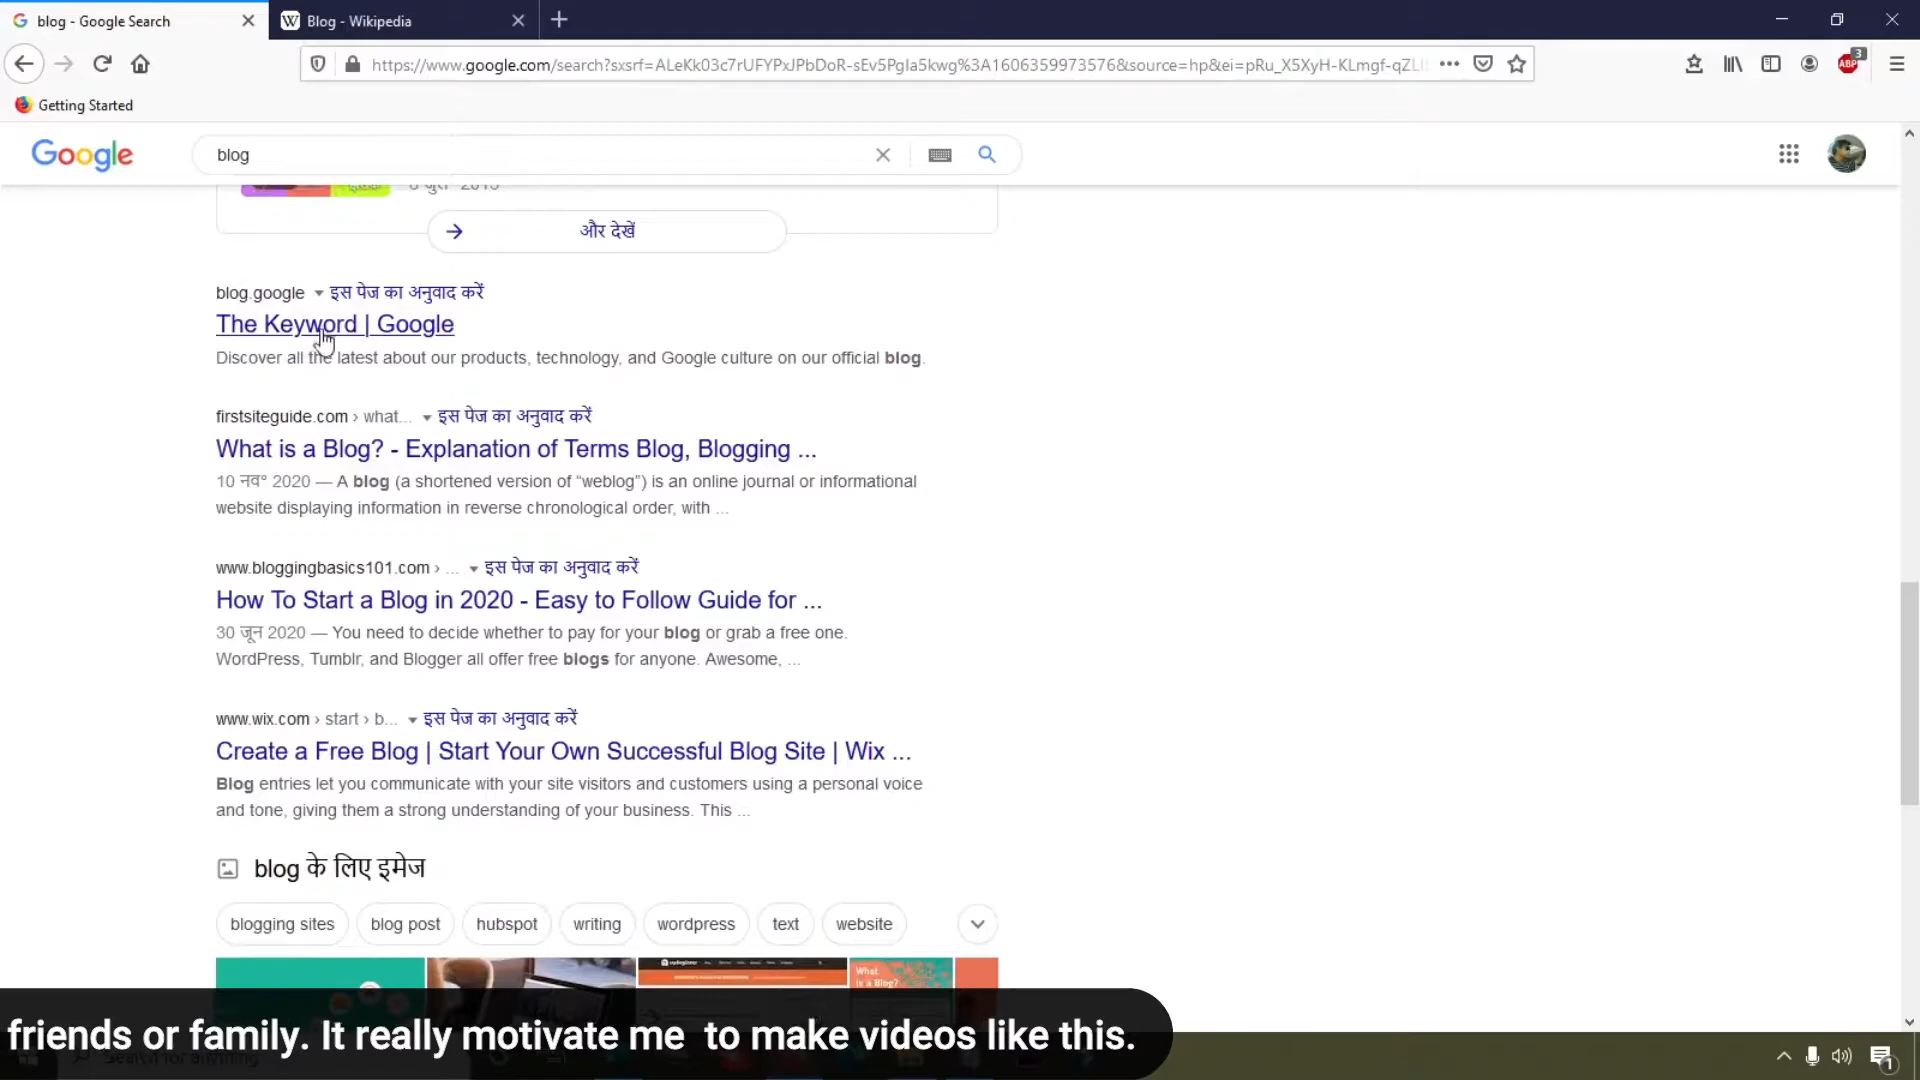 blog - Google Search
Blog - Wikipedia
https://www.google.com/search?sxsrf=ALeKk03c7rUFYPxJPbDoR-sEv5PgIa5kwg%3A1606359973576&source=hp&ei=pRu_X5XyH-KLmgf-qZLI
ABP 3
Getting Started
Google
blog
और देखें
blog.google इस पेज का अनुवाद करें
The Keyword | Google
Discover all the latest about our products, technology, and Google culture on our official blog.
firstsiteguide.com › what... इस पेज का अनुवाद करें
What is a Blog? - Explanation of Terms Blog, Blogging ...
10 नव° 2020 — A blog (a shortened version of “weblog”) is an online journal or informational
website displaying information in reverse chronological order, with ...
www.bloggingbasics101.com › ... इस पेज का अनुवाद करें
How To Start a Blog in 2020 - Easy to Follow Guide for ...
30 जून 2020 — You need to decide whether to pay for your blog or grab a free one.
WordPress, Tumblr, and Blogger all offer free blogs for anyone. Awesome, ...
www.wix.com › start › b... इस पेज का अनुवाद करें
Create a Free Blog | Start Your Own Successful Blog Site | Wix ...
Blog entries let you communicate with your site visitors and customers using a personal voice
and tone, giving them a strong understanding of your business. This ...
blog के लिए इमेज
blogging sites blog post hubspot writing wordpress text website
What
is a Blog?
friends or family. It really motivate me to make videos like this.
Search for anything
1